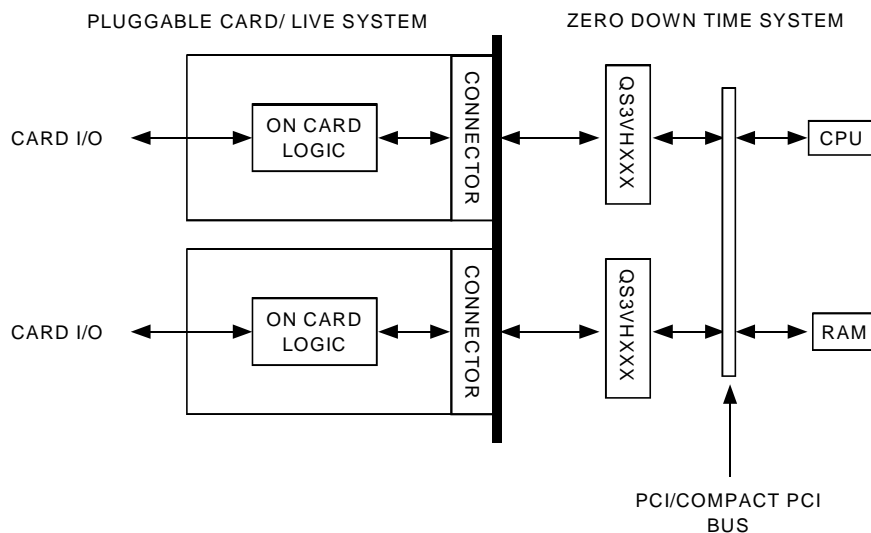 PLUGGABLE CARD/ LIVE SYSTEM
ZERO DOWN TIME SYSTEM
CARD I/O
ON CARD
LOGIC
CONNECTOR
QS3VHXXX
CPU
CARD I/O
ON CARD
LOGIC
CONNECTOR
QS3VHXXX
RAM
PCI/COMPACT PCI
BUS